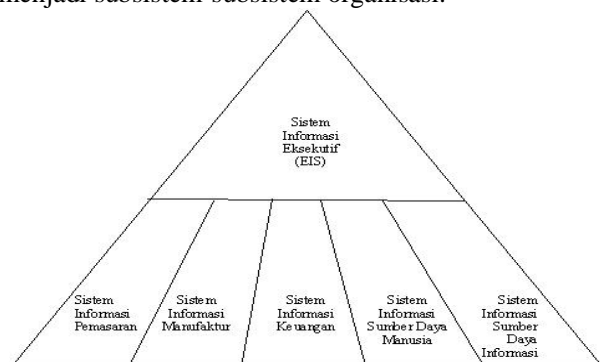 menjadi subsistem-subsistem organisasi.
Sistem
Informasi
Eksekutif
(EIS)
Sistem
Informasi
Pemasaran
Sistem
Informasi
Manufaktur
Sistem
Informasi
Keuangan
Sistem
Informasi
Sumber Daya
Manusia
Sistem
Informasi
Sumber
Daya
Informasi